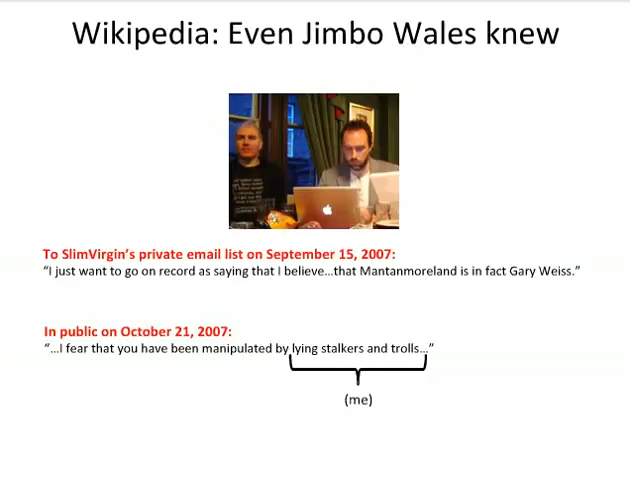 Wikipedia: Even Jimbo Wales knew
To SlimVirgin's private email list on September 15, 2007:
“I just want to go on record as saying that I believe…that Mantanmoreland is in fact Gary Weiss.”
In public on October 21, 2007:
“…I fear that you have been manipulated by lying stalkers and trolls…”
(me)